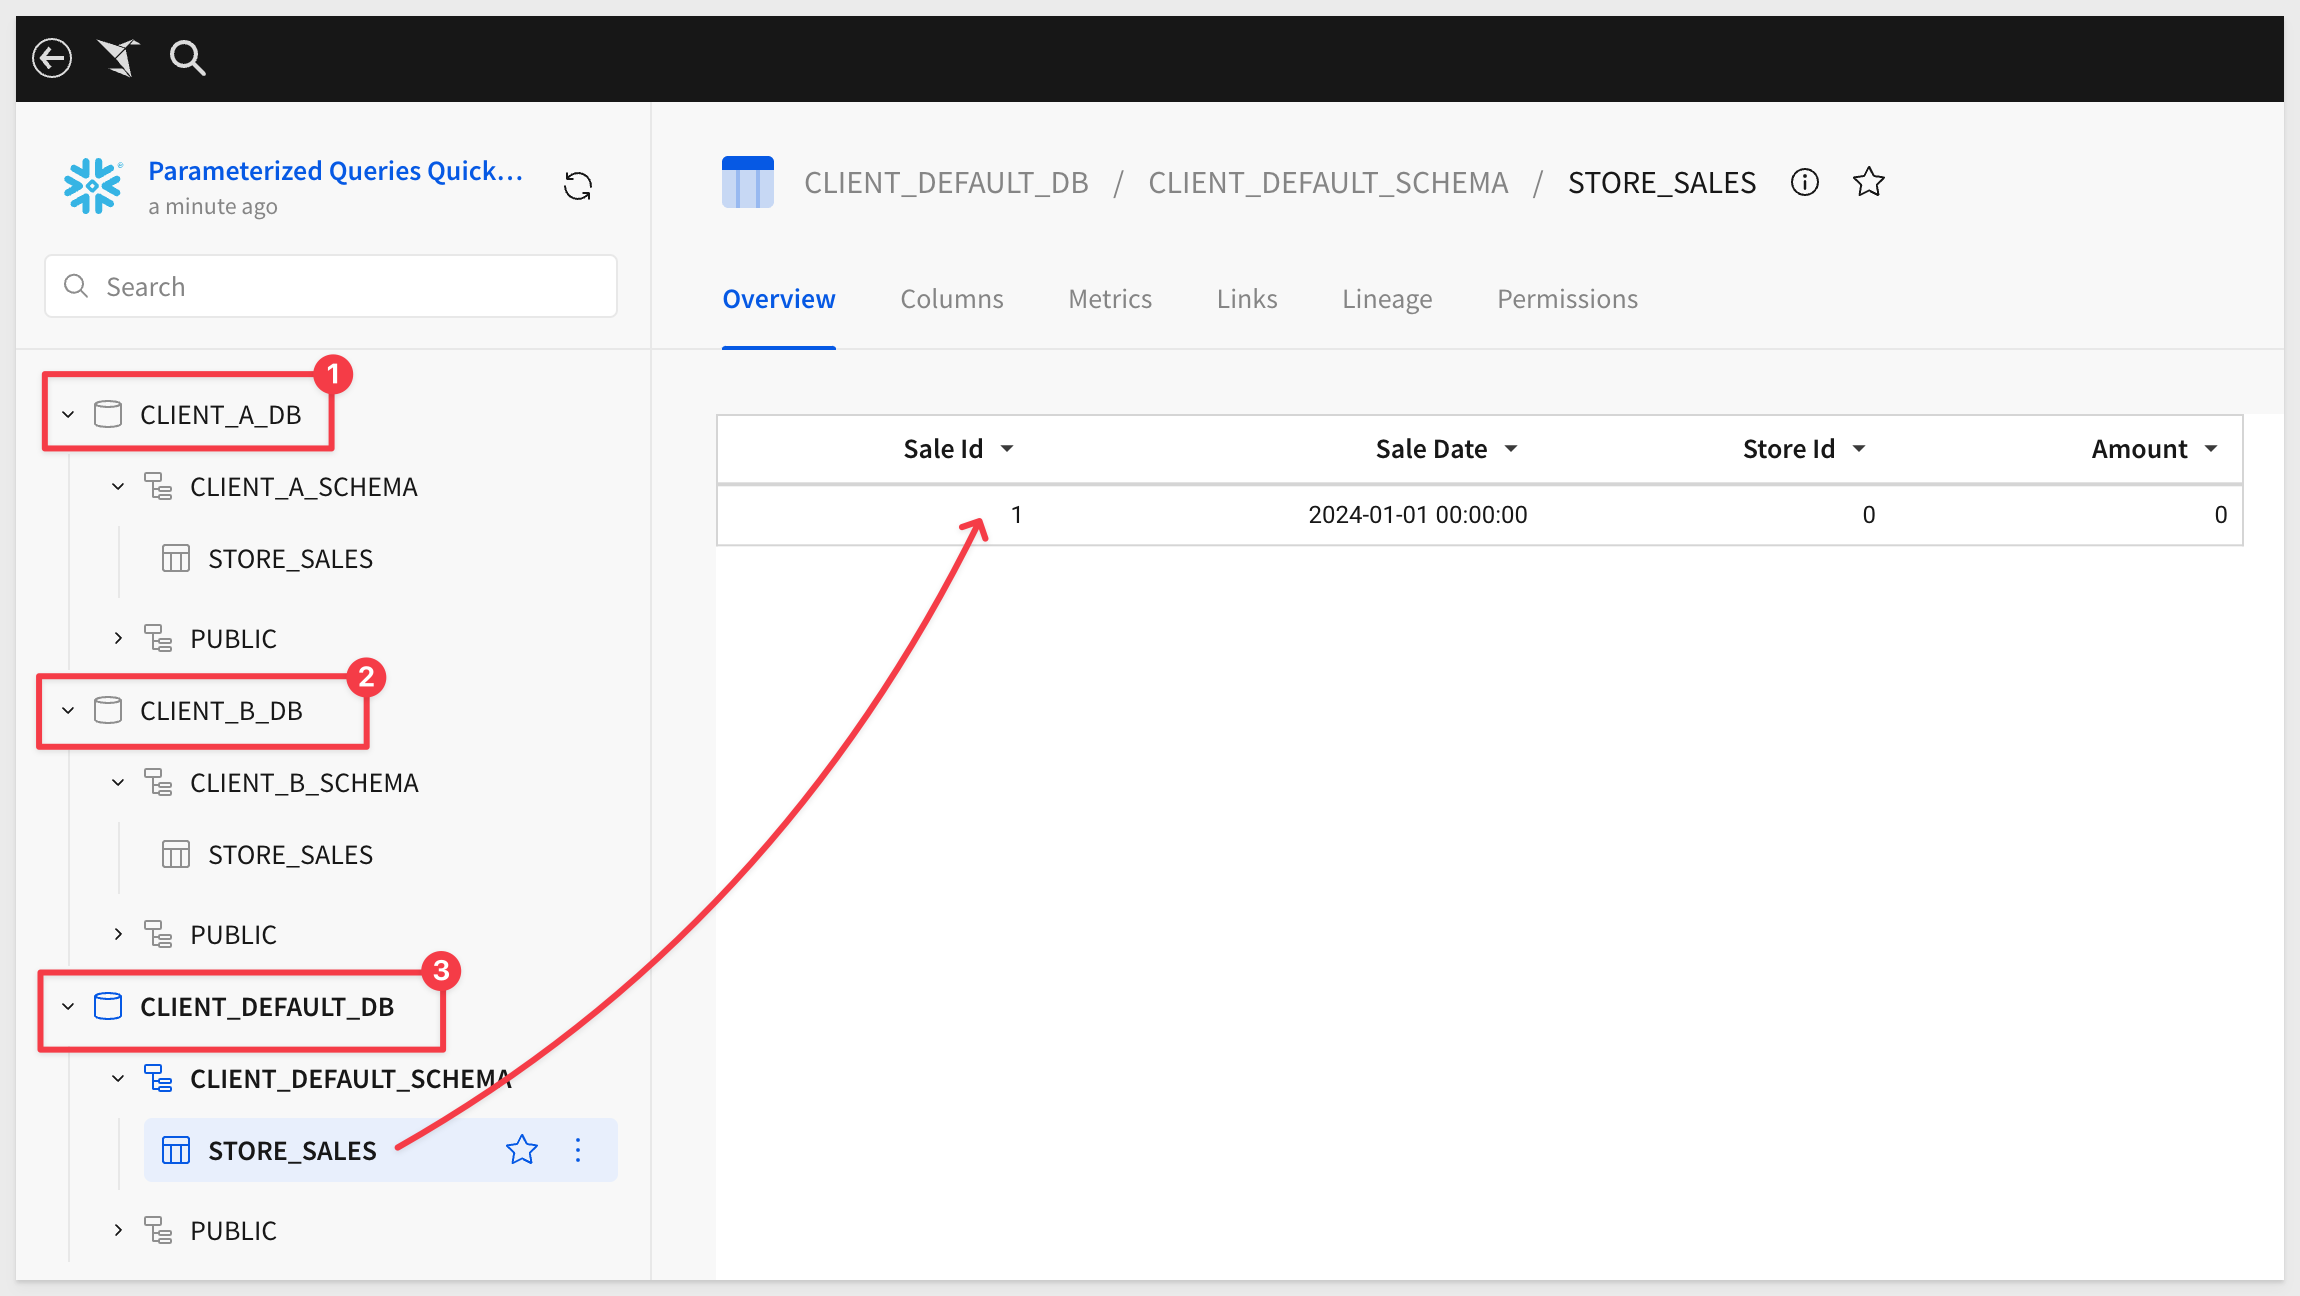 Parameterized Queries Quick...
a minute ago
Search
1
CLIENT_A_DB
CLIENT_A_SCHEMA
STORE_SALES
PUBLIC
2
CLIENT_B_DB
CLIENT_B_SCHEMA
STORE_SALES
PUBLIC
3
CLIENT_DEFAULT_DB
CLIENT_DEFAULT_SCHEMA
STORE_SALES
PUBLIC
CLIENT_DEFAULT_DB / CLIENT_DEFAULT_SCHEMA / STORE_SALES
Overview Columns Metrics Links Lineage Permissions
Sale Id Sale Date Store Id Amount
1 2024-01-01 00:00:00 0 0